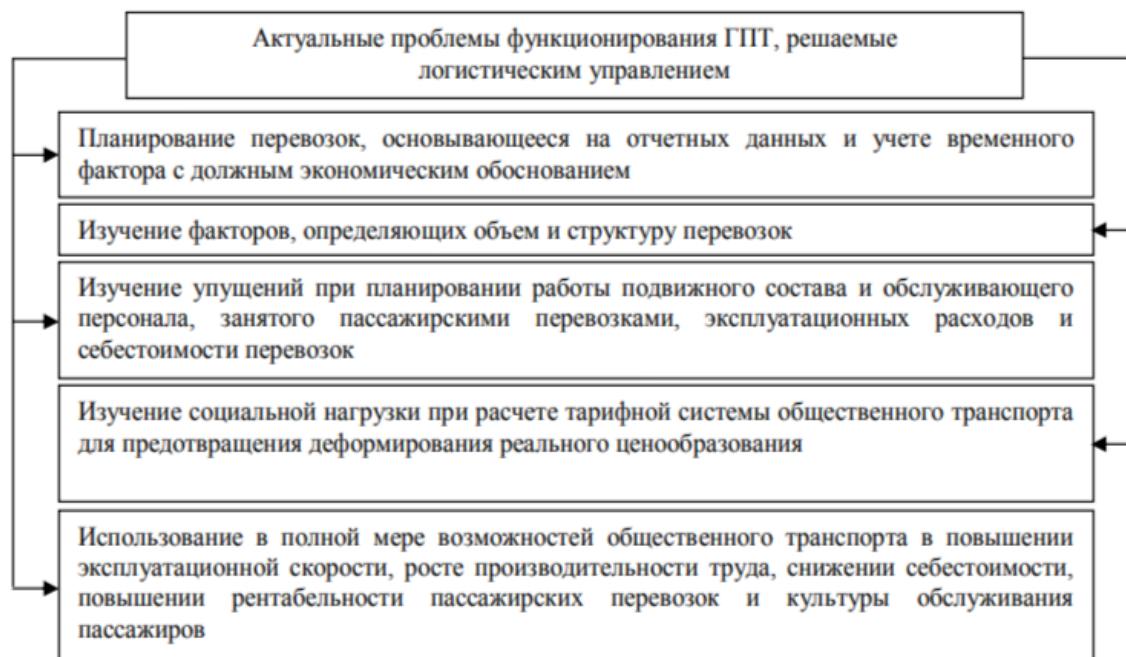 Актуальные проблемы функционирования ГПТ, решаемые
логистическим управлением
Планирование перевозок, основывающееся на отчетных данных и учете временного
фактора с должным экономическим обоснованием
Изучение факторов, определяющих объем и структуру перевозок
Изучение упущений при планировании работы подвижного состава и обслуживающего
персонала, занятого пассажирскими перевозками, эксплуатационных расходов и
себестоимости перевозок
Изучение социальной нагрузки при расчете тарифной системы общественного транспорта
для предотвращения деформирования реального ценообразования
Использование в полной мере возможностей общественного транспорта в повышении
эксплуатационной скорости, росте производительности труда, снижении себестоимости,
повышении рентабельности пассажирских перевозок и культуры обслуживания
пассажиров